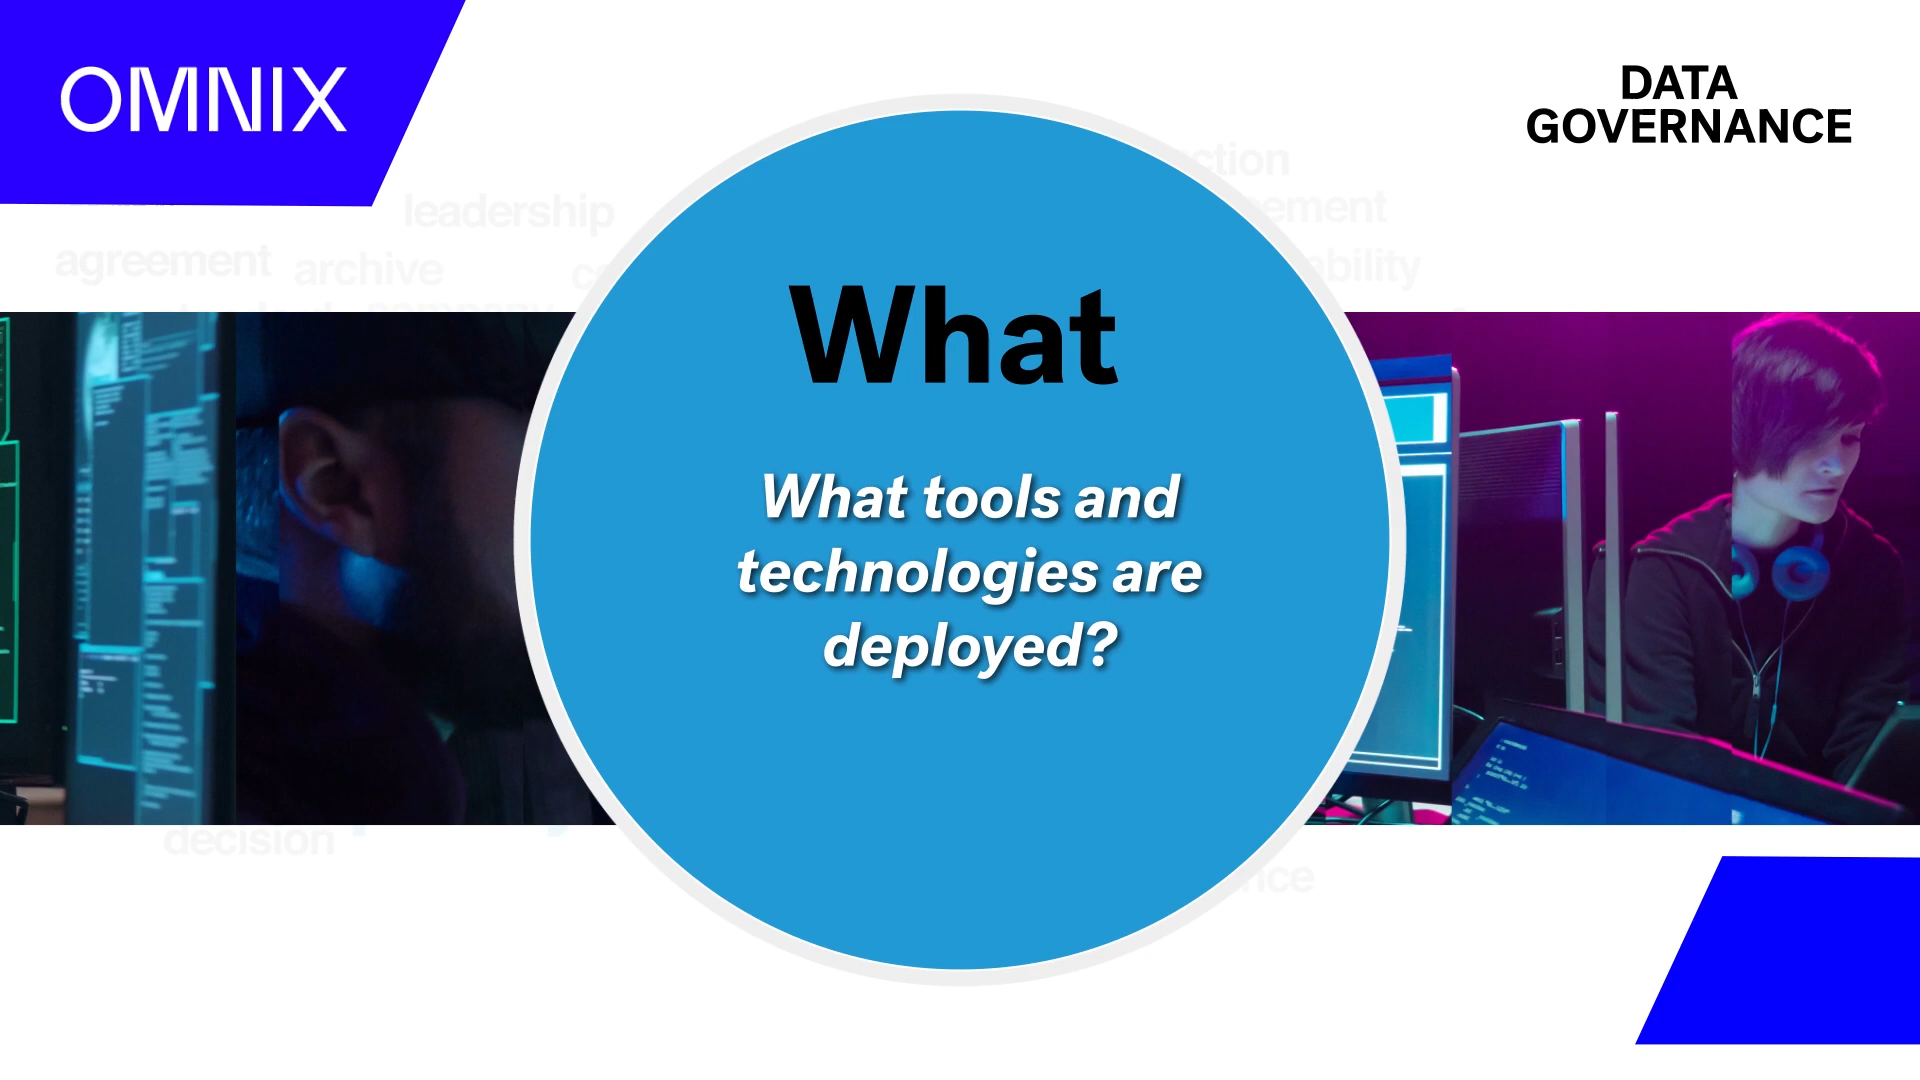 OMNIX
DATA
GOVERNANCE
leadership
agreement archive
What
What tools and
technologies are
deployed?
decision